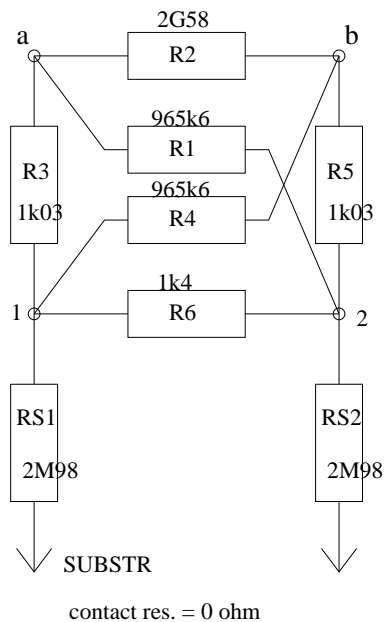 2G58
a
b
R2
965k6
R1
R3
R5
965k6
1k03
1k03
R4
1k4
1
R6
2
RS1
RS2
2M98
2M98
SUBSTR
contact res. = 0 ohm